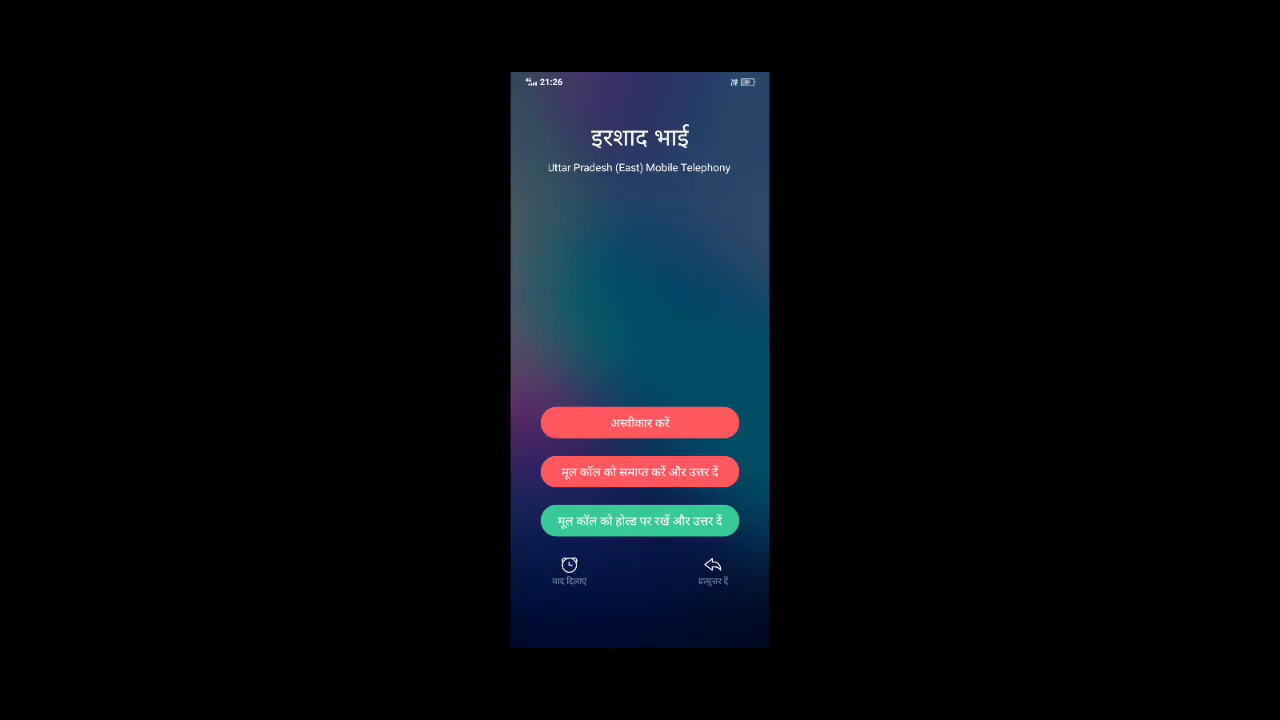 4G 21:26
इरशाद भाई
Uttar Pradesh (East) Mobile Telephony
अस्वीकार करें
मूल कॉल को समाप्त करें और उत्तर दें
मूल कॉल को होल्ड पर रखें और उत्तर दें
याद दिलाएं प्रत्युत्तर दें